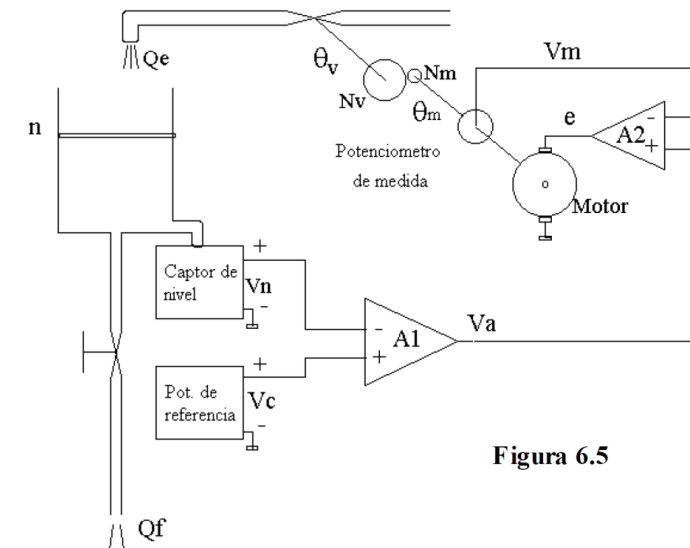 Qe
θv
Nv
Nm
θm
Vm
e
A2
-
+
n
Potenciometro
de medida
Motor
Captor de
nivel
+
Vn
-
-
A1
+
Va
Pot. de
referencia
+
Vc
-
Figura 6.5
Qf